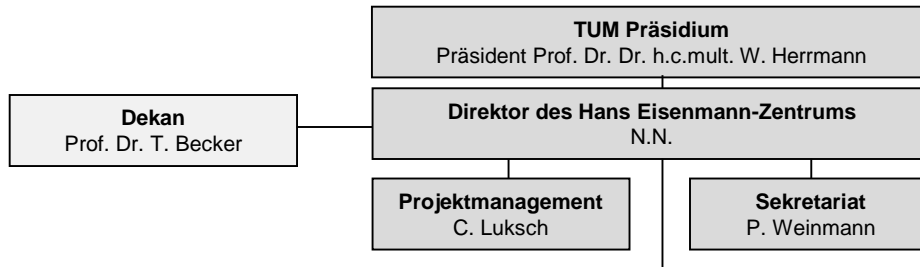 TUM Präsidium
Präsident Prof. Dr. Dr. h.c.mult. W. Herrmann
Dekan
Prof. Dr. T. Becker
Direktor des Hans Eisenmann-Zentrums
N.N.
Projektmanagement
C. Luksch
Sekretariat
P. Weinmann